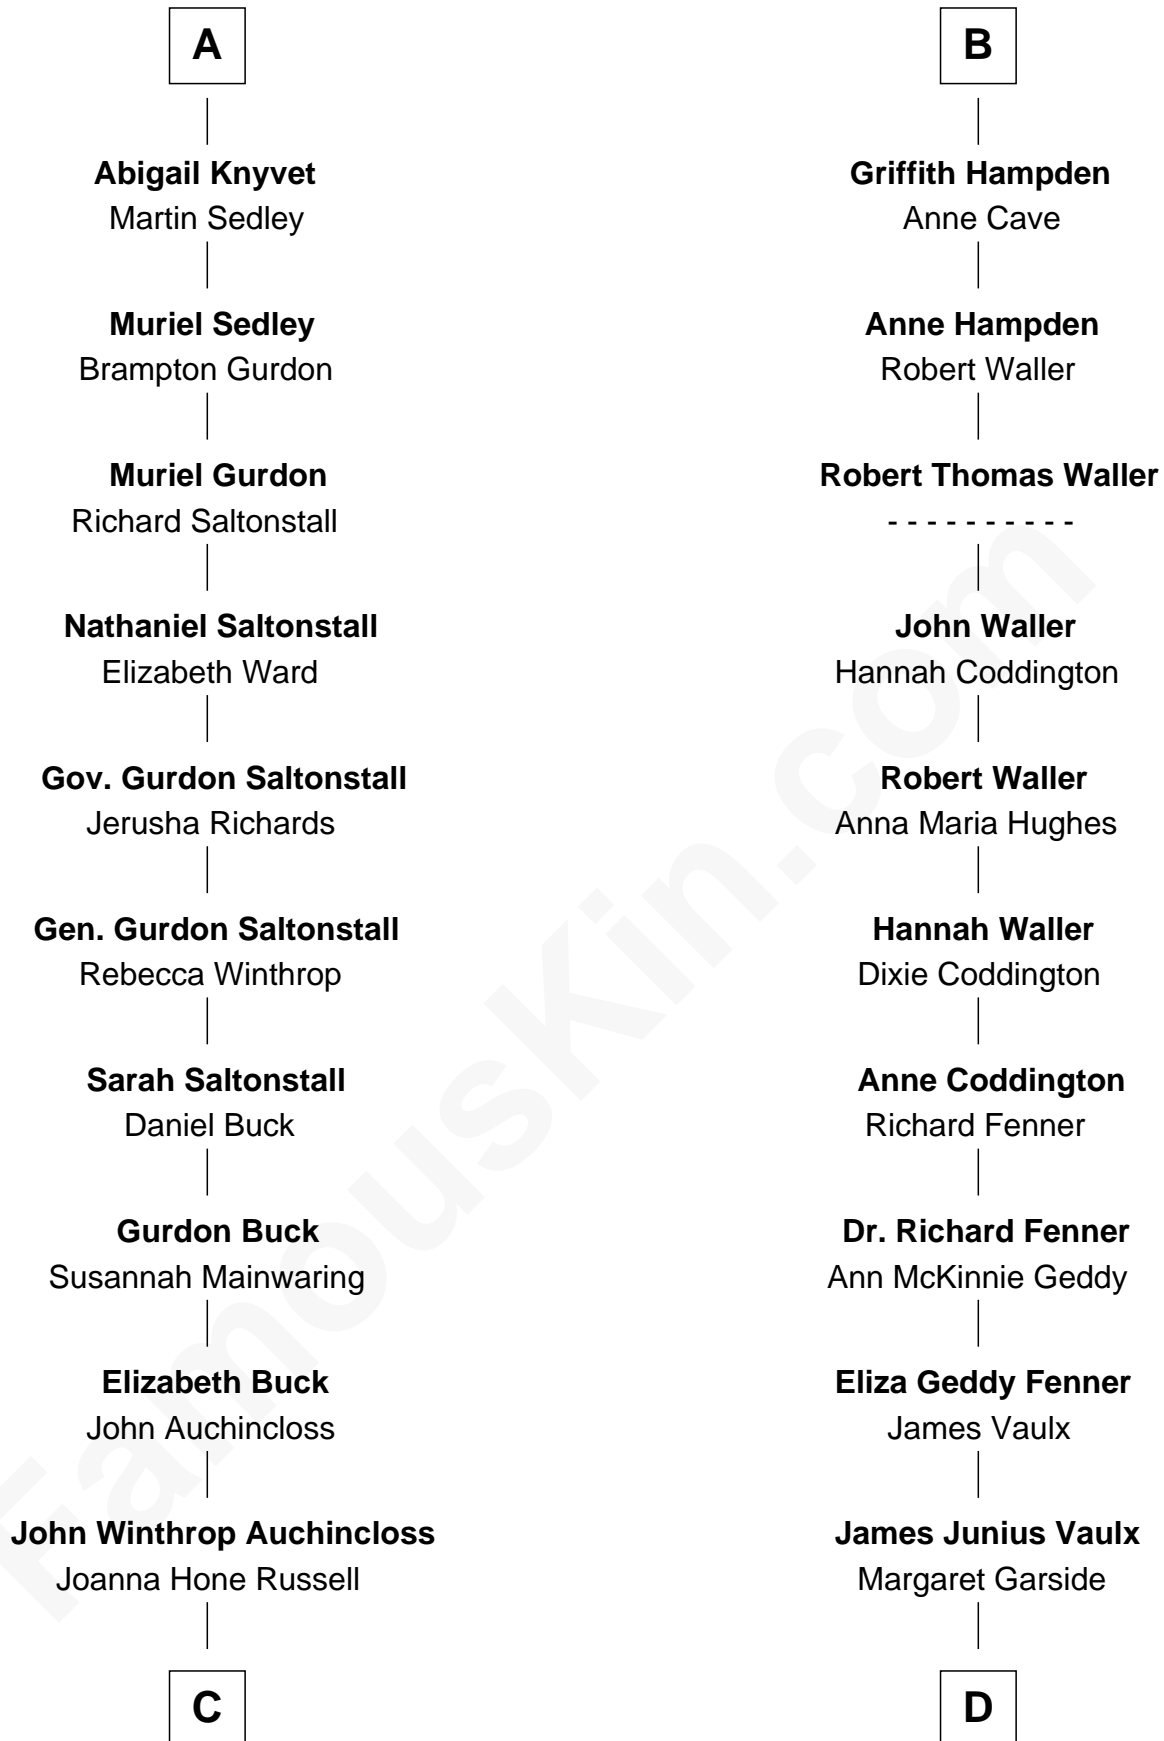 A
Abigail Knyvet
Martin Sedley
Muriel Sedley
Brampton Gurdon
Muriel Gurdon
Richard Saltonstall
Nathaniel Saltonstall
Elizabeth Ward
Gov. Gurdon Saltonstall
Jerusha Richards
Gen. Gurdon Saltonstall
Rebecca Winthrop
Sarah Saltonstall
Daniel Buck
Gurdon Buck
Susannah Mainwaring
Elizabeth Buck
John Auchincloss
John Winthrop Auchincloss
Joanna Hone Russell
C
B
Griffith Hampden
Anne Cave
Anne Hampden
Robert Waller
Robert Thomas Waller
- - - - - - - - - -
John Waller
Hannah Coddington
Robert Waller
Anna Maria Hughes
Hannah Waller
Dixie Coddington
Anne Coddington
Richard Fenner
Dr. Richard Fenner
Ann McKinnie Geddy
Eliza Geddy Fenner
James Vaulx
James Junius Vaulx
Margaret Garside
D
FamousKin.com